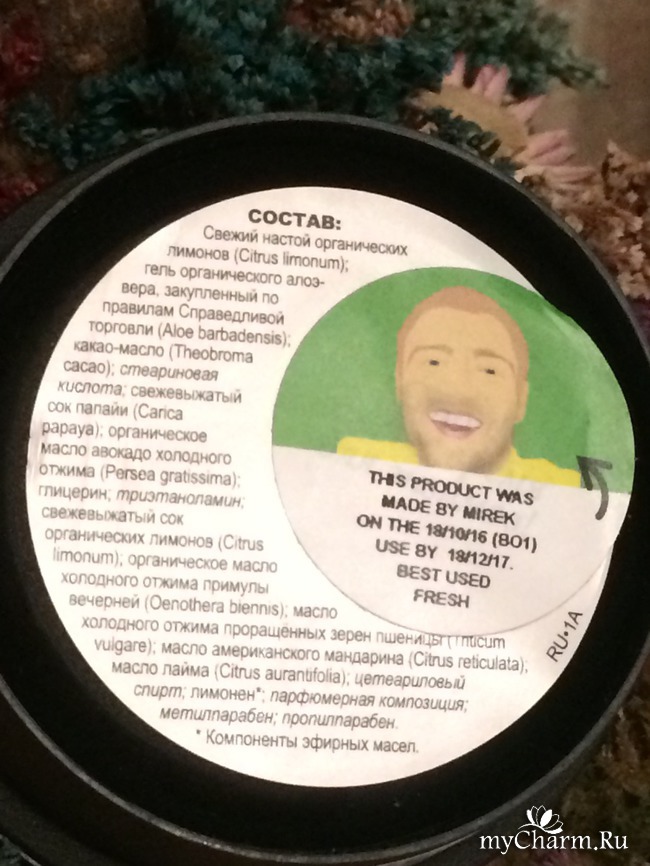 СОСТАВ:
Свежий настой органических
лимонов (Citrus limonum);
гель органического алоэ-
вера, закупленный по
правилам Справедливой
торговли (Aloe barbadensis);
какао-масло (Theobroma
cacao); стеариновая
кислота; свежевыжатый
сок папайи (Carica
papaya); органическое
масло авокадо холодного
отжима (Persea gratissima);
глицерин; триэтаноламин;
свежевыжатый сок
органических лимонов (Citrus
limonum); органическое масло
холодного отжима примулы
вечерней (Oenothera biennis); масло
холодного отжима проращённых зерен пшеницы (Triticum
vulgare); масло американского мандарина (Citrus reticulata);
масло лайма (Citrus aurantifolia); цетеариловый
спирт; лимонен*; парфюмерная композиция;
метилпарабен; пропилпарабен.
* Компоненты эфирных масел.
THIS PRODUCT WAS
MADE BY MIREK
ON THE 18/10/16 (BO1)
USE BY 18/12/17.
BEST USED
FRESH
RU•1A
myCharm.Ru